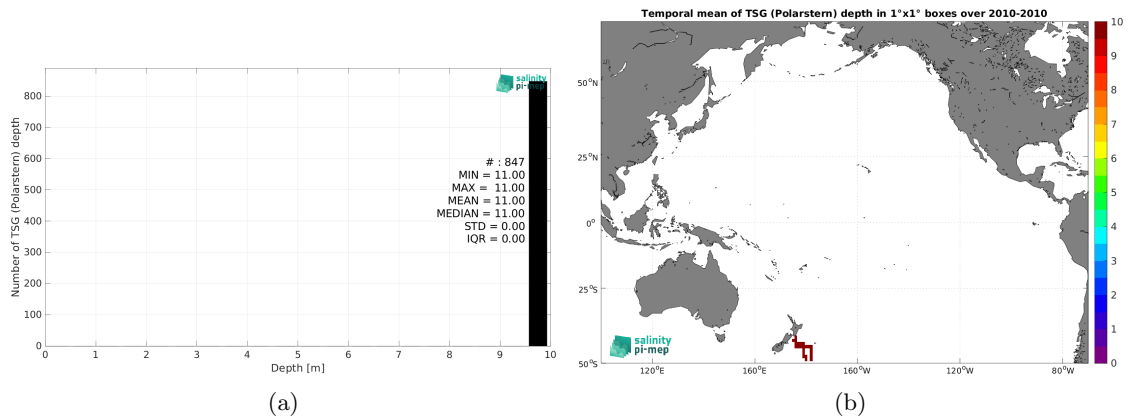 salinity
pi-mep
Number of TSG (Polarstern) depth
800
700
600
500
400
300
200
100
0
# : 847
MIN = 11.00
MAX = 11.00
MEAN = 11.00
MEDIAN = 11.00
STD = 0.00
IQR = 0.00
0 1 2 3 4 5 6 7 8 9 10
Depth [m]
(a)
Temporal mean of TSG (Polarstern) depth in 1°x1° boxes over 2010-2010
50°N
25°N
0°
25°S
50°S
salinity
pi-mep
120°E 160°E 160°W 120°W 80°W
10
9
8
7
6
5
4
3
2
1
0
(b)